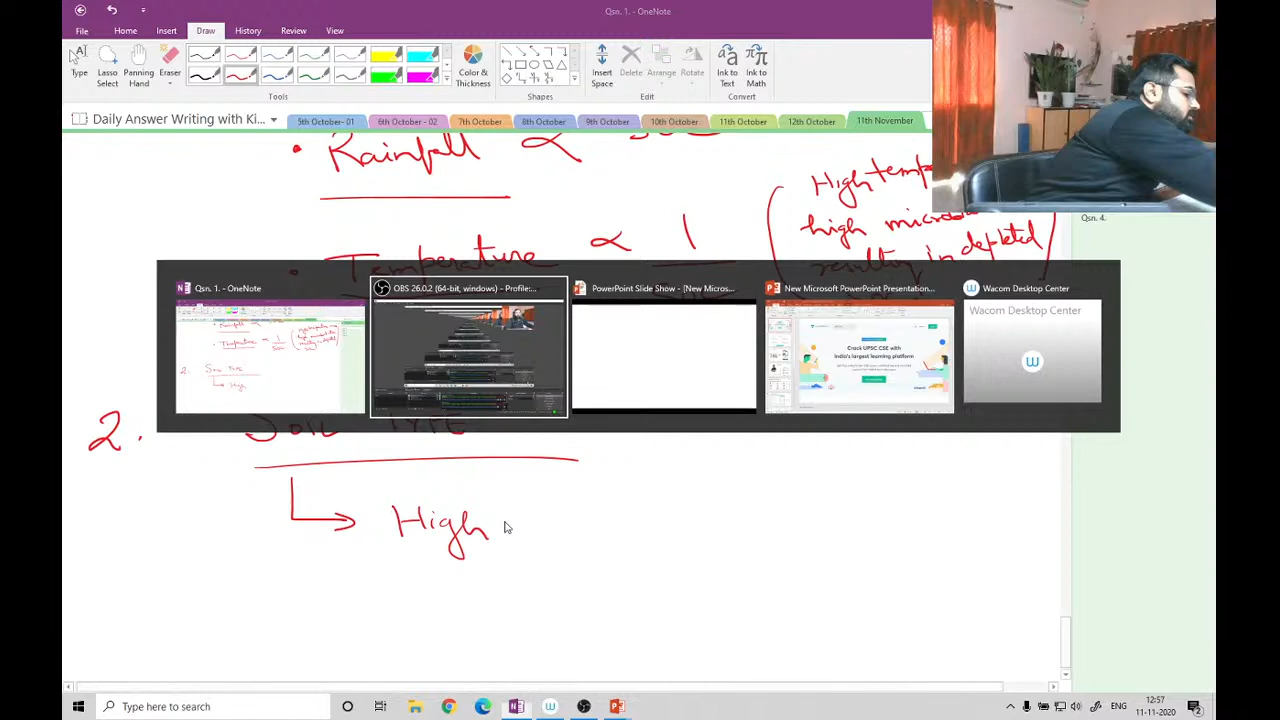 Qsn. 1. - OneNote
File Home Insert Draw History Review View
Type Lasso Select Panning Hand Eraser Color & Thickness Insert Space Delete Arrange Rotate Ink to Text Ink to Math
Tools Shapes Edit Convert
Daily Answer Writing with Ki... 5th October- 01 6th October - 02 7th October 8th October 9th October 10th October 11th October 12th October 11th November
• Rainfall ∝
High temp
Qsn. 4.
high micro
• Temperature ∝ 1
resulting in depleted
Qsn. 1. - OneNote OBS 26.0.2 (64-bit, windows) - Profile:... PowerPoint Slide Show - [New Micros... New Microsoft PowerPoint Presentation... Wacom Desktop Center
Wacom Desktop Center
Crack UPSC CSE with
India's largest learning platform
2. Soil Type
High
Type here to search
ENG 12:57
11-11-2020
2